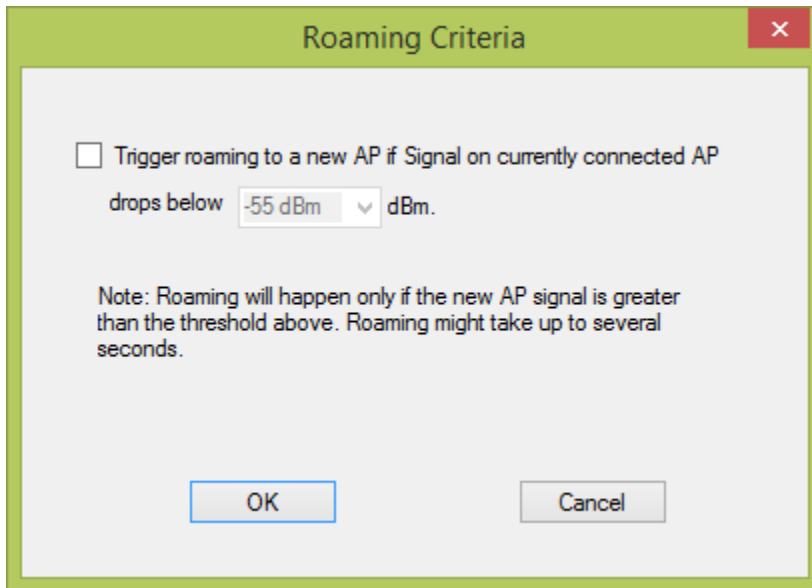 Roaming Criteria
Trigger roaming to a new AP if Signal on currently connected AP
drops below -55 dBm dBm.
Note: Roaming will happen only if the new AP signal is greater
than the threshold above. Roaming might take up to several
seconds.
OK Cancel